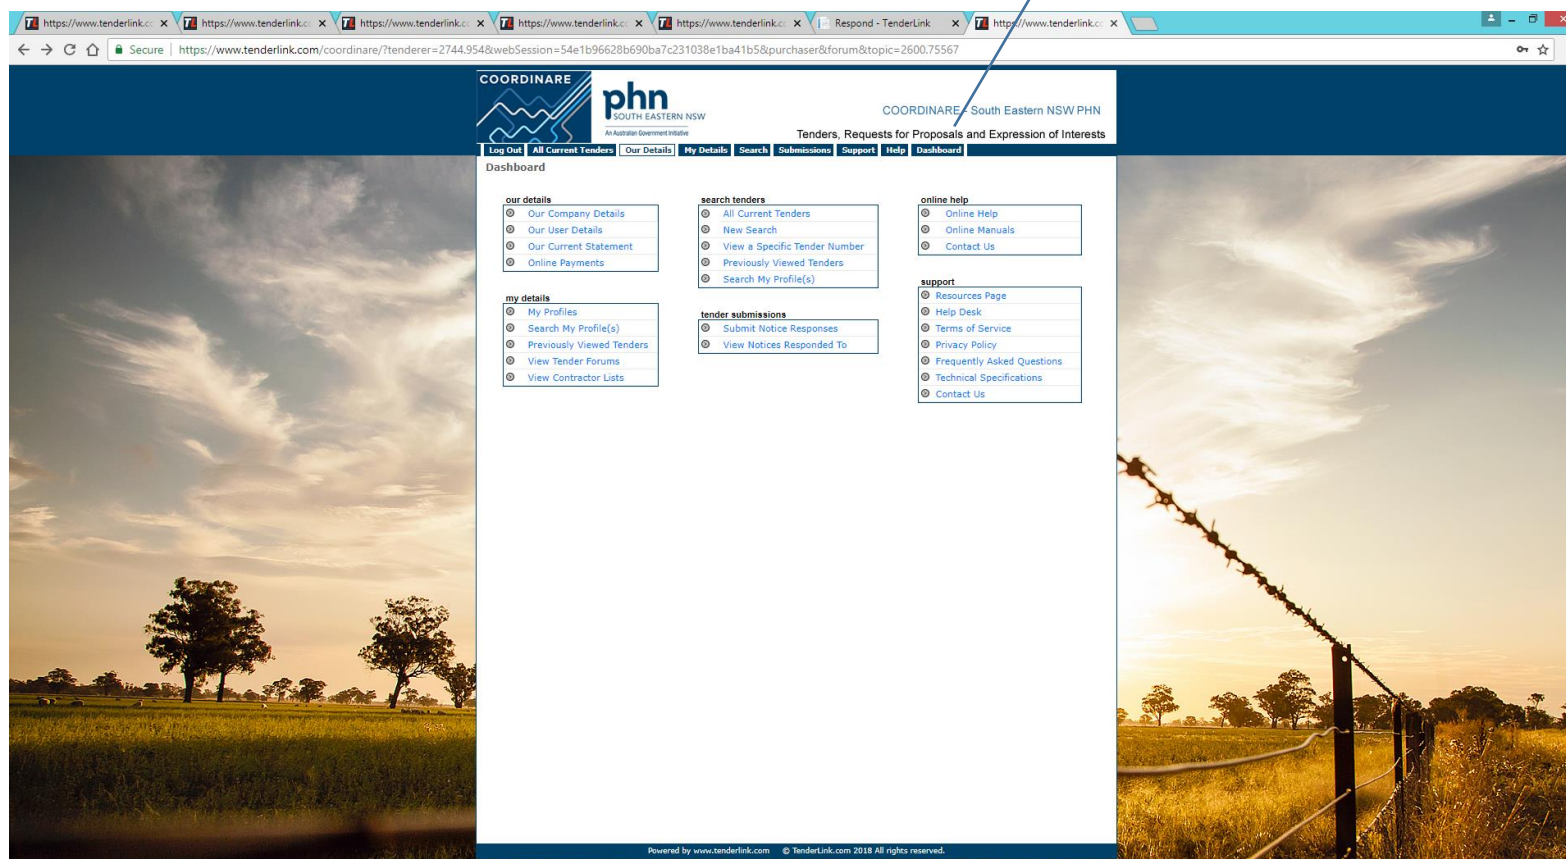 https://www.tenderlink.cc
https://www.tenderlink.cc
https://www.tenderlink.cc
https://www.tenderlink.cc
https://www.tenderlink.cc
Respond - TenderLink
https://www.tenderlink.cc
Secure https://www.tenderlink.com/coordinare/?tenderer=2744.954&webSession=54e1b96628b690ba7c231038e1ba41b5&purchaser&forum&topic=2600.75567
COORDINARE
phn
SOUTH EASTERN NSW
An Australian Government Initiative
COORDINARE - South Eastern NSW PHN
Tenders, Requests for Proposals and Expression of Interests
Log Out All Current Tenders Our Details My Details Search Submissions Support Help Dashboard
Dashboard
our details
Our Company Details
Our User Details
Our Current Statement
Online Payments
my details
My Profiles
Search My Profile(s)
Previously Viewed Tenders
View Tender Forums
View Contractor Lists
search tenders
All Current Tenders
New Search
View a Specific Tender Number
Previously Viewed Tenders
Search My Profile(s)
tender submissions
Submit Notice Responses
View Notices Responded To
online help
Online Help
Online Manuals
Contact Us
support
Resources Page
Help Desk
Terms of Service
Privacy Policy
Frequently Asked Questions
Technical Specifications
Contact Us
Powered by www.tenderlink.com © TenderLink.com 2018 All rights reserved.